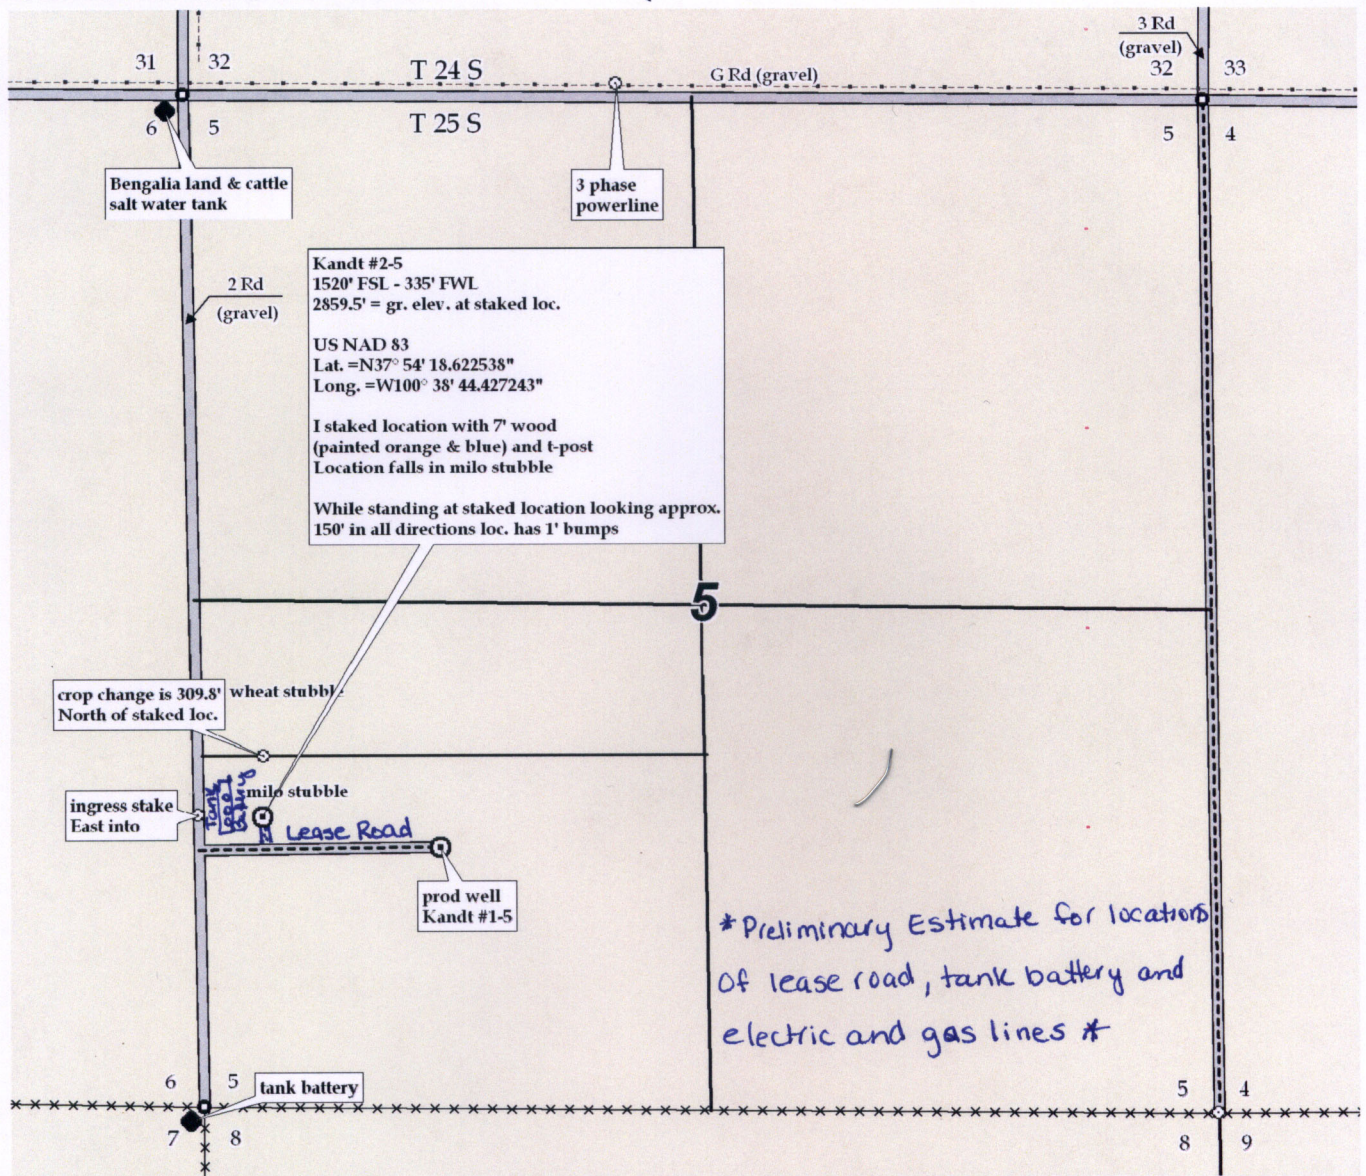 3 Rd
(gravel)
31 32
T 24 S
G Rd (gravel)
32 33
6 5
T 25 S
5 4
Bengalia land & cattle
salt water tank
3 phase
powerline
2 Rd
(gravel)
Kandt #2-5
1520' FSL - 335' FWL
2859.5' = gr. elev. at staked loc.
US NAD 83
Lat. =N37° 54' 18.622538"
Long. =W100° 38' 44.427243"
I staked location with 7' wood
(painted orange & blue) and t-post
Location falls in milo stubble
While standing at staked location looking approx.
150' in all directions loc. has 1' bumps
5
crop change is 309.8'
North of staked loc.
wheat stubble
milo stubble
Tank
Battery
ingress stake
East into
Lease Road
prod well
Kandt #1-5
*Preliminary Estimate for locations
of lease road, tank battery and
electric and gas lines *
6 5
tank battery
5 4
7 8
8 9